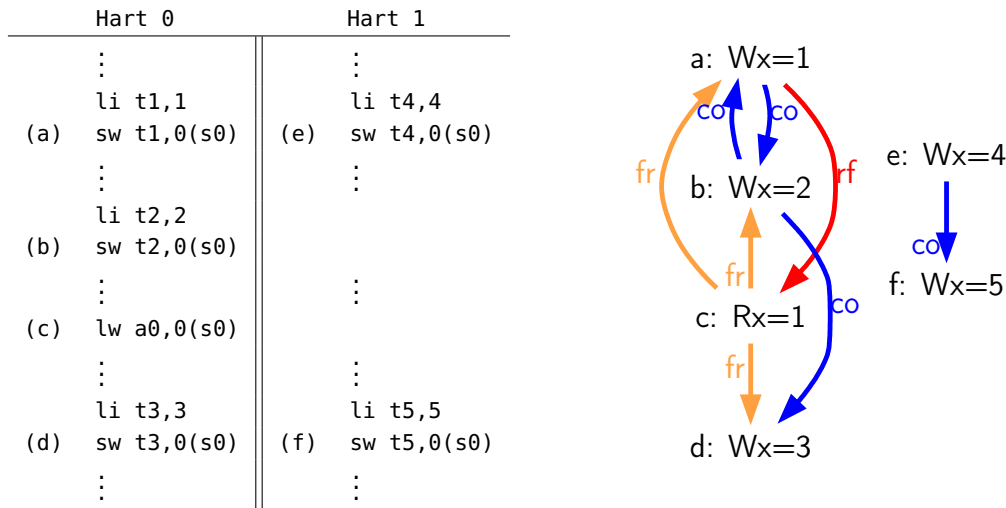 Hart 0 Hart 1
⋮ ⋮
li t1,1 li t4,4
(a) sw t1,0(s0) (e) sw t4,0(s0)
⋮ ⋮
li t2,2
(b) sw t2,0(s0)
⋮ ⋮
(c) lw a0,0(s0)
⋮ ⋮
li t3,3 li t5,5
(d) sw t3,0(s0) (f) sw t5,0(s0)
⋮
a: Wx=1
co co
fr rf
e: Wx=4
b: Wx=2
co
fr
f: Wx=5
c: Rx=1
co
fr
d: Wx=3